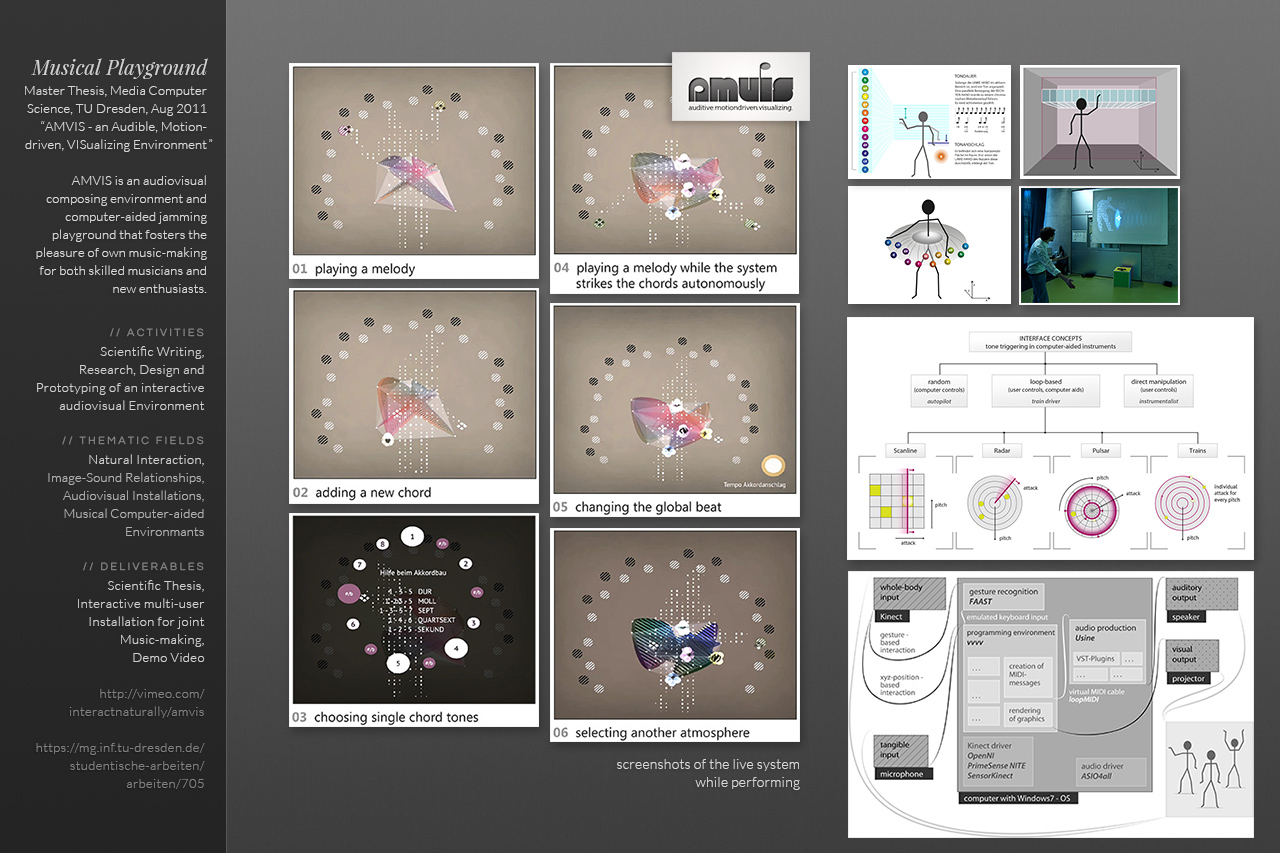 Musical Playground
Master Thesis, Media Computer
Science, TU Dresden, Aug 2011
“AMVIS - an Audible, Motion-
driven, VISualizing Environment”
AMVIS is an audiovisual
composing environment and
computer-aided jamming
playground that fosters the
pleasure of own music-making
for both skilled musicians and
new enthusiasts.
// ACTIVITIES
Scientific Writing,
Research, Design and
Prototyping of an interactive
audiovisual Environment
// THEMATIC FIELDS
Natural Interaction,
Image-Sound Relationships,
Audiovisual Installations,
Musical Computer-aided
Environments
// DELIVERABLES
Scientific Thesis,
Interactive multi-user
Installation for joint
Music-making,
Demo Video
http://vimeo.com/
interactnaturally/amvis
https://mg.inf.tu-dresden.de/
studentische-arbeiten/
arbeiten/705
01 playing a melody
02 adding a new chord
8
1
2
7
6
3
5
4
Hilfe beim Akkordbau
DUR
MOLL
SEPT
QUARTSEXT
SEKUND
03 choosing single chord tones
amvis
auditive.motiondriven.visualizing.
04 playing a melody while the system
strikes the chords autonomously
Tempo Akkordanschlag
05 changing the global beat
06 selecting another atmosphere
screenshots of the live system
while performing
TONDAUER
TONANSCHLAG
INTERFACE CONCEPTS
tone triggering in computer-aided instruments
random
(computer controls)
autopilot
loop-based
(user controls, computer aids)
train driver
direct manipulation
(user controls)
instrumentalist
Scanline
Radar
Pulsar
Trains
pitch
attack
attack
pitch
pitch
attack
individual
attack for
every pitch
pitch
whole-body
input
Kinect
gesture -
based
interaction
xyz-position -
based
interaction
tangible
input
microphone
gesture recognition
FAAST
emulated keyboard input
programming environment
vvvv
...
...
...
creation of
MIDI-
messages
rendering
of graphics
audio production
Usine
VST-Plugins
...
...
...
virtual MIDI cable
loopMIDI
Kinect driver
OpenNI
PrimeSense NITE
SensorKinect
audio driver
ASIO4all
computer with Windows7 - OS
auditory
output
speaker
visual
output
projector